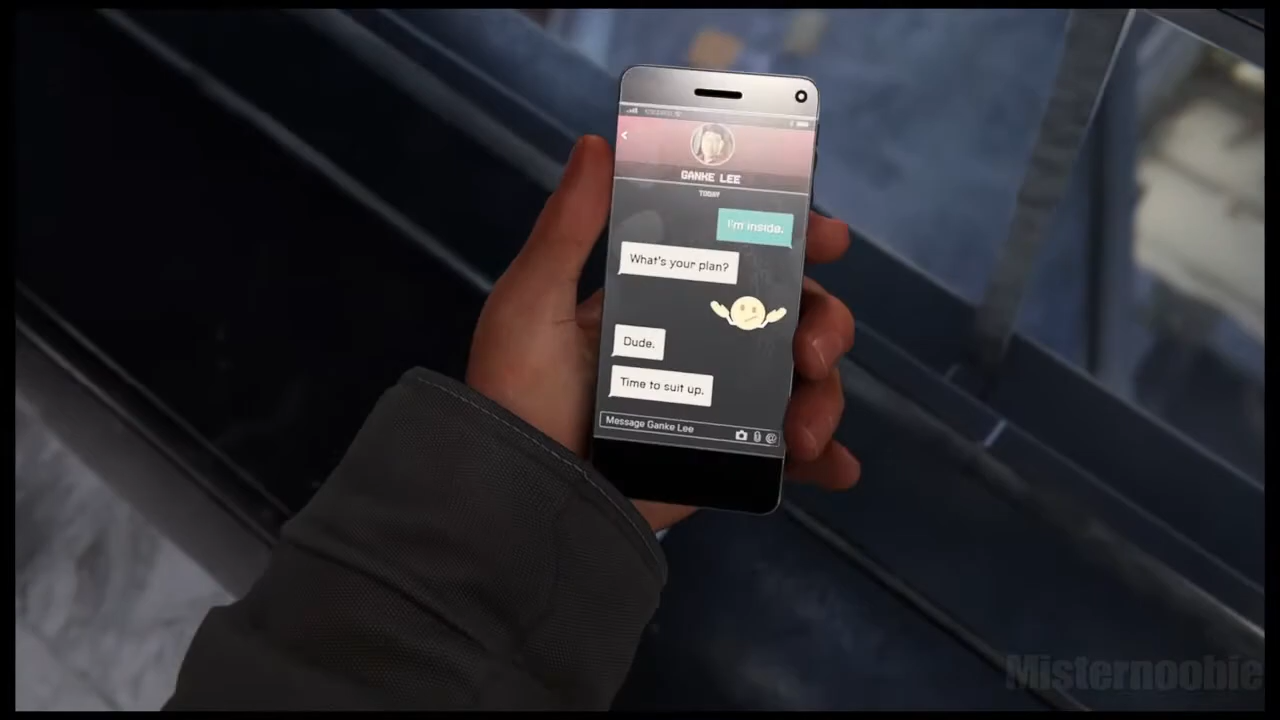 GANKE LEE
TODAY
I'm inside.
What's your plan?
Dude.
Time to suit up.
Message Ganke Lee
Misternoobie